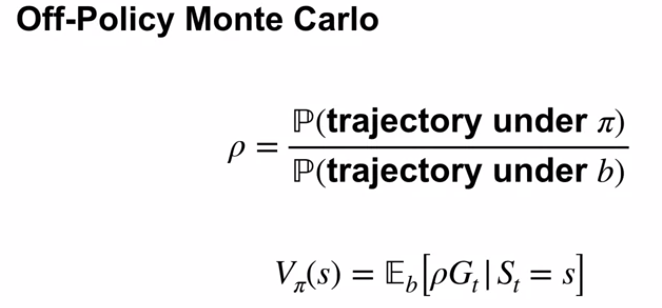 Off-Policy Monte Carlo
ρ = ℙ(trajectory under π) / ℙ(trajectory under b)
V_π(s) = 𝔼_b[ρG_t | S_t = s]